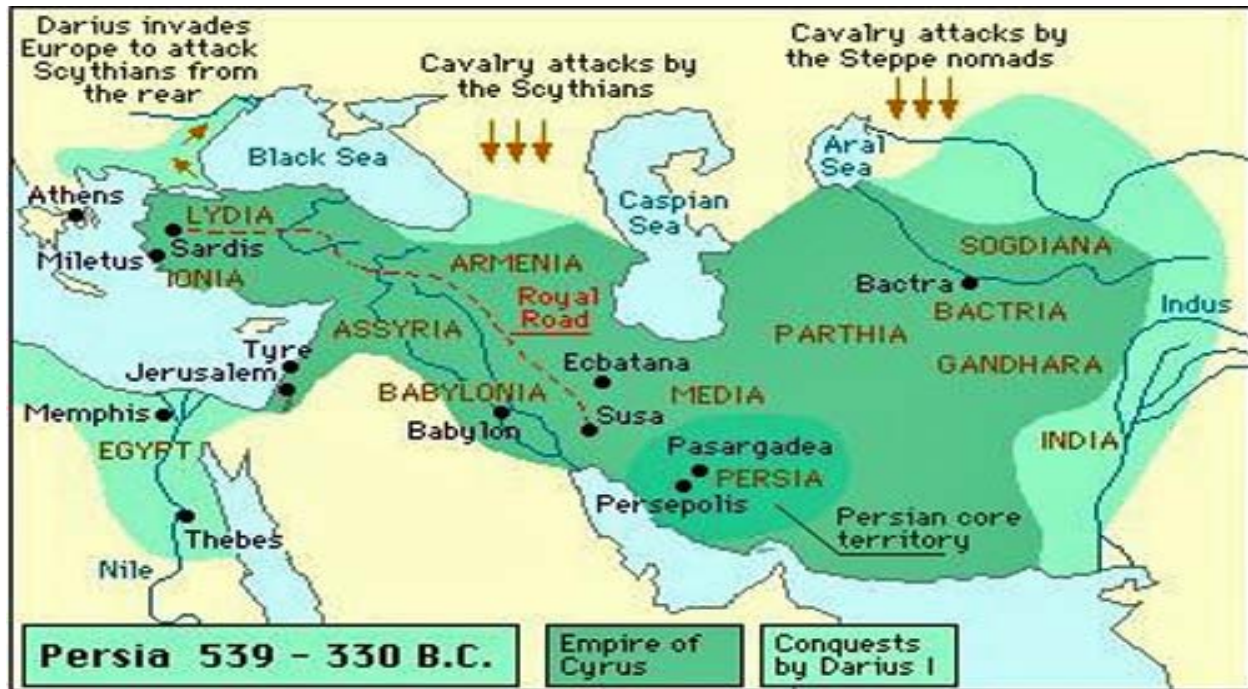 Darius invades
Europe to attack
Scythians from
the rear
Cavalry attacks by
the Scythians
Cavalry attacks by
the Steppe nomads
Black Sea
Aral
Sea
Caspian
Sea
Athens
LYDIA
Sardis
Miletus
IONIA
ARMENIA
SOGDIANA
Bactra
BACTRIA
Indus
Royal
Road
ASSYRIA
PARTHIA
GANDHARA
Tyre
Jerusalem
Ecbatana
MEDIA
Memphis
BABYLONIA
Babylon
Susa
EGYPT
INDIA
Pasargadea
PERSIA
Persepolis
Persian core
territory
Thebes
Nile
Persia 539 - 330 B.C.
Empire of
Cyrus
Conquests
by Darius I